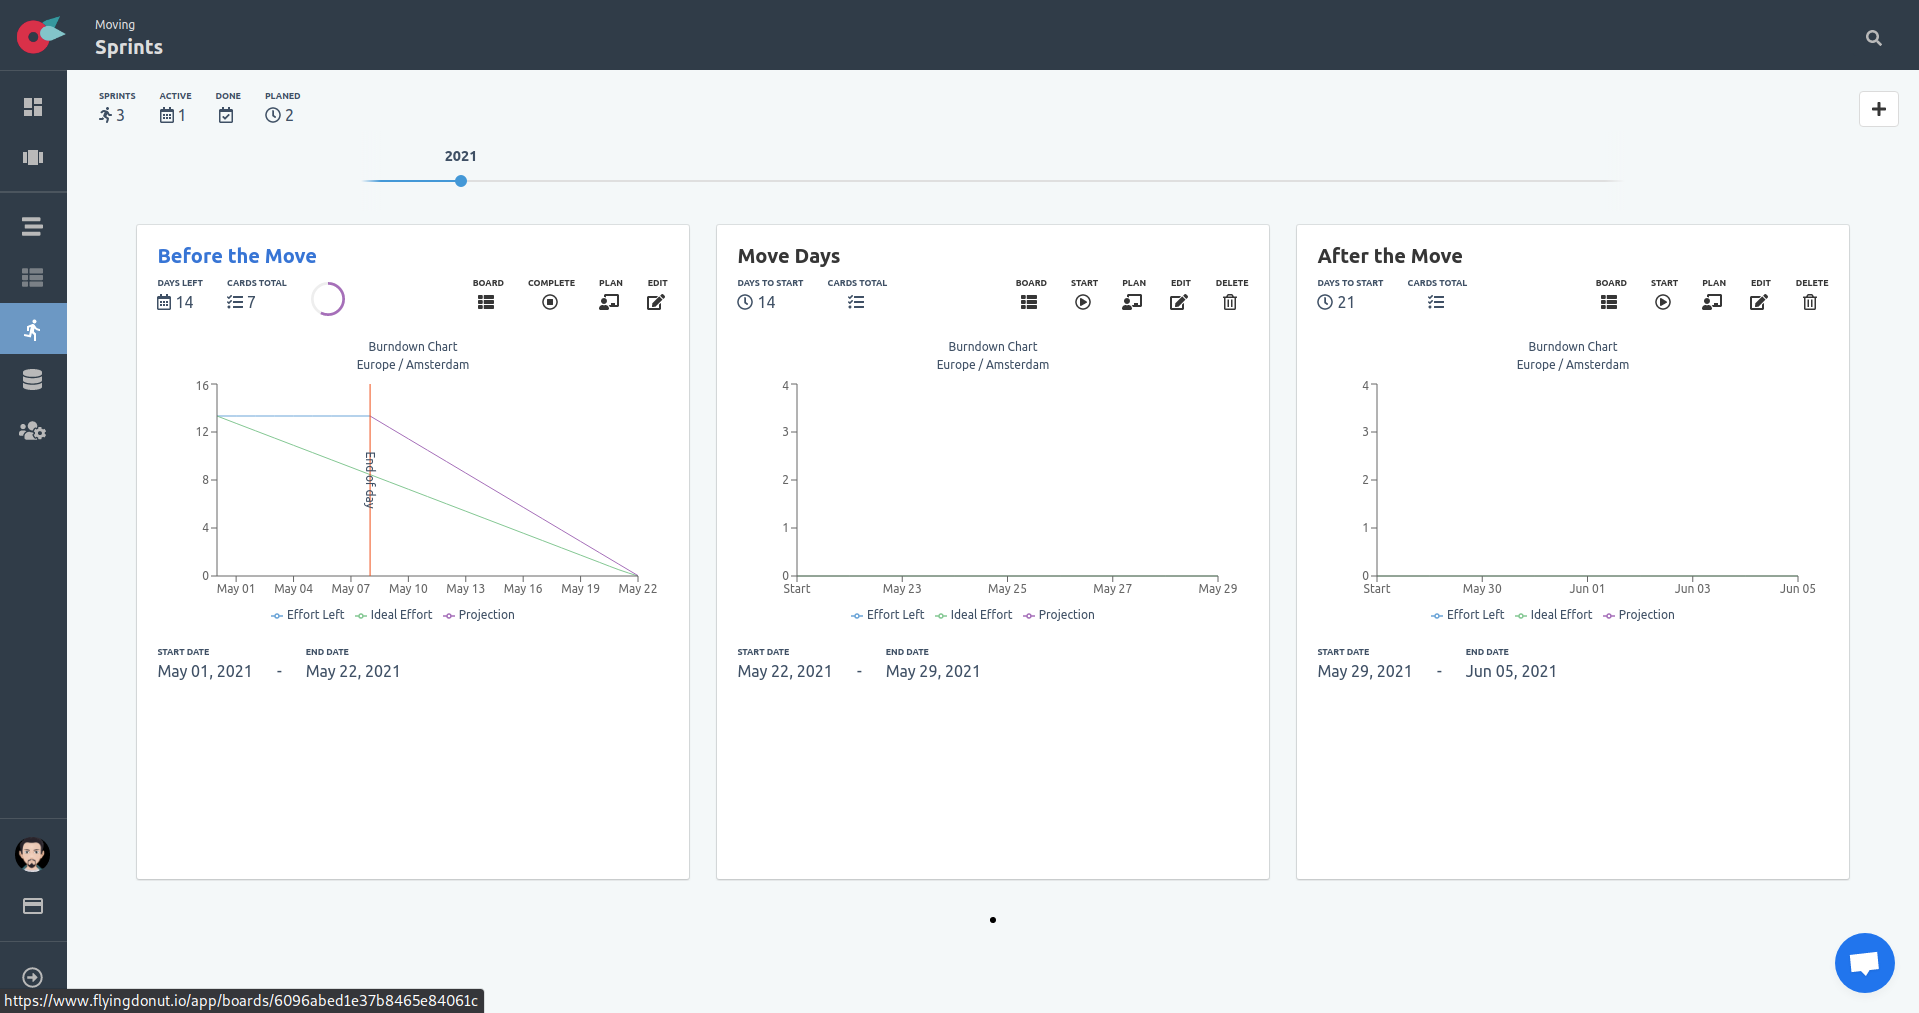 Moving
Sprints
SPRINTS ACTIVE DONE PLANED
3 1 2
2021
Before the Move
DAYS LEFT CARDS TOTAL BOARD COMPLETE PLAN EDIT
14 7
Burndown Chart
Europe / Amsterdam
16
12
8
4
0
End of day
May 01 May 04 May 07 May 10 May 13 May 16 May 19 May 22
Effort Left Ideal Effort Projection
START DATE END DATE
May 01, 2021 - May 22, 2021
Move Days
DAYS TO START CARDS TOTAL BOARD START PLAN EDIT DELETE
14
Burndown Chart
Europe / Amsterdam
4
3
2
1
0
Start May 23 May 25 May 27 May 29
Effort Left Ideal Effort Projection
START DATE END DATE
May 22, 2021 - May 29, 2021
After the Move
DAYS TO START CARDS TOTAL BOARD START PLAN EDIT DELETE
21
Burndown Chart
Europe / Amsterdam
4
3
2
1
0
Start May 30 Jun 01 Jun 03 Jun 05
Effort Left Ideal Effort Projection
START DATE END DATE
May 29, 2021 - Jun 05, 2021
https://www.flyingdonut.io/app/boards/6096abed1e37b8465e84061c